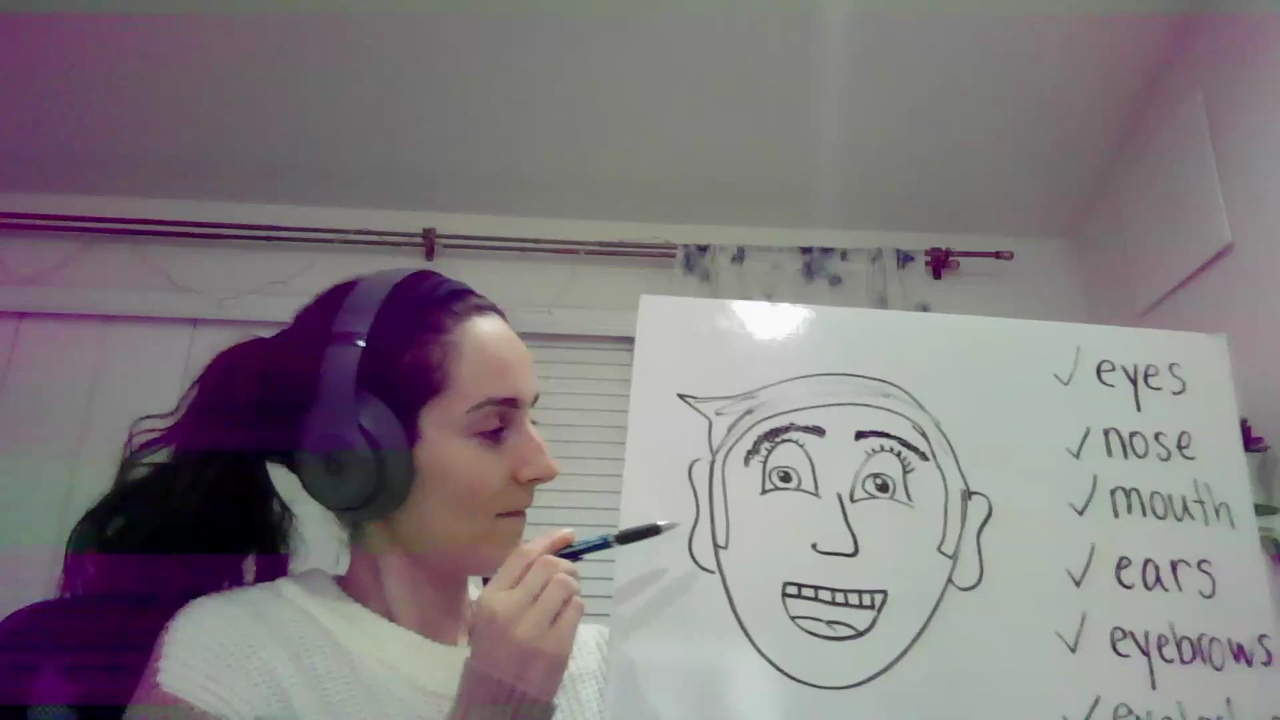 ✓ eyes
✓ nose
✓ mouth
✓ ears
✓ eyebrows